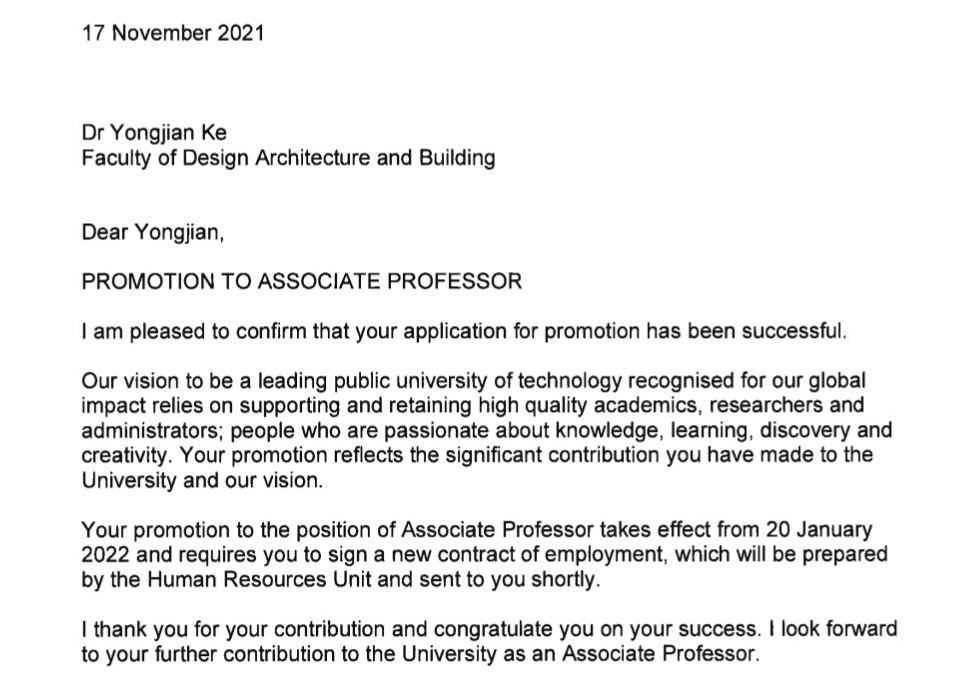 17 November 2021
Dr Yongjian Ke
Faculty of Design Architecture and Building
Dear Yongjian,
PROMOTION TO ASSOCIATE PROFESSOR
I am pleased to confirm that your application for promotion has been successful.
Our vision to be a leading public university of technology recognised for our global
impact relies on supporting and retaining high quality academics, researchers and
administrators; people who are passionate about knowledge, learning, discovery and
creativity. Your promotion reflects the significant contribution you have made to the
University and our vision.
Your promotion to the position of Associate Professor takes effect from 20 January
2022 and requires you to sign a new contract of employment, which will be prepared
by the Human Resources Unit and sent to you shortly.
I thank you for your contribution and congratulate you on your success. I look forward
to your further contribution to the University as an Associate Professor.